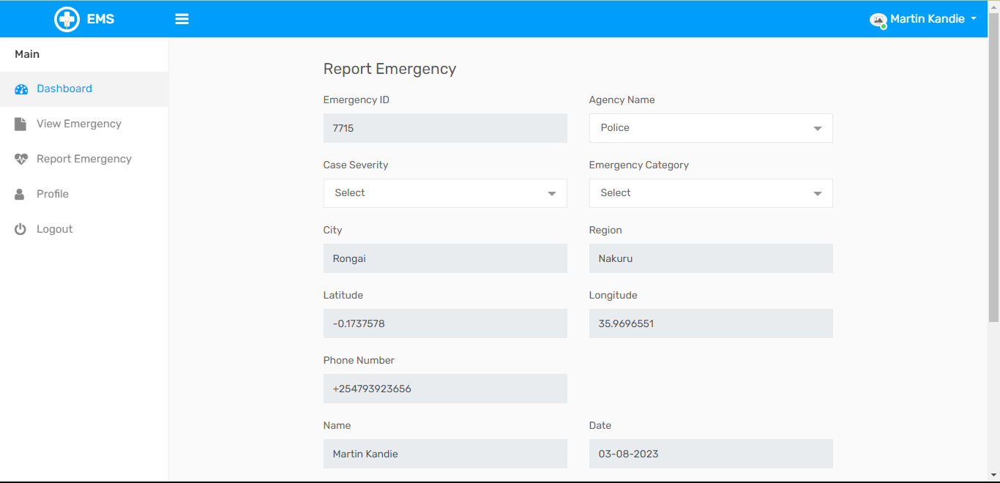 EMS
Martin Kandie
Main
Dashboard
View Emergency
Report Emergency
Profile
Logout
Report Emergency
Emergency ID
7715
Agency Name
Police
Case Severity
Select
Emergency Category
Select
City
Rongai
Region
Nakuru
Latitude
-0.1737578
Longitude
35.9696551
Phone Number
+254793923656
Name
Martin Kandie
Date
03-08-2023